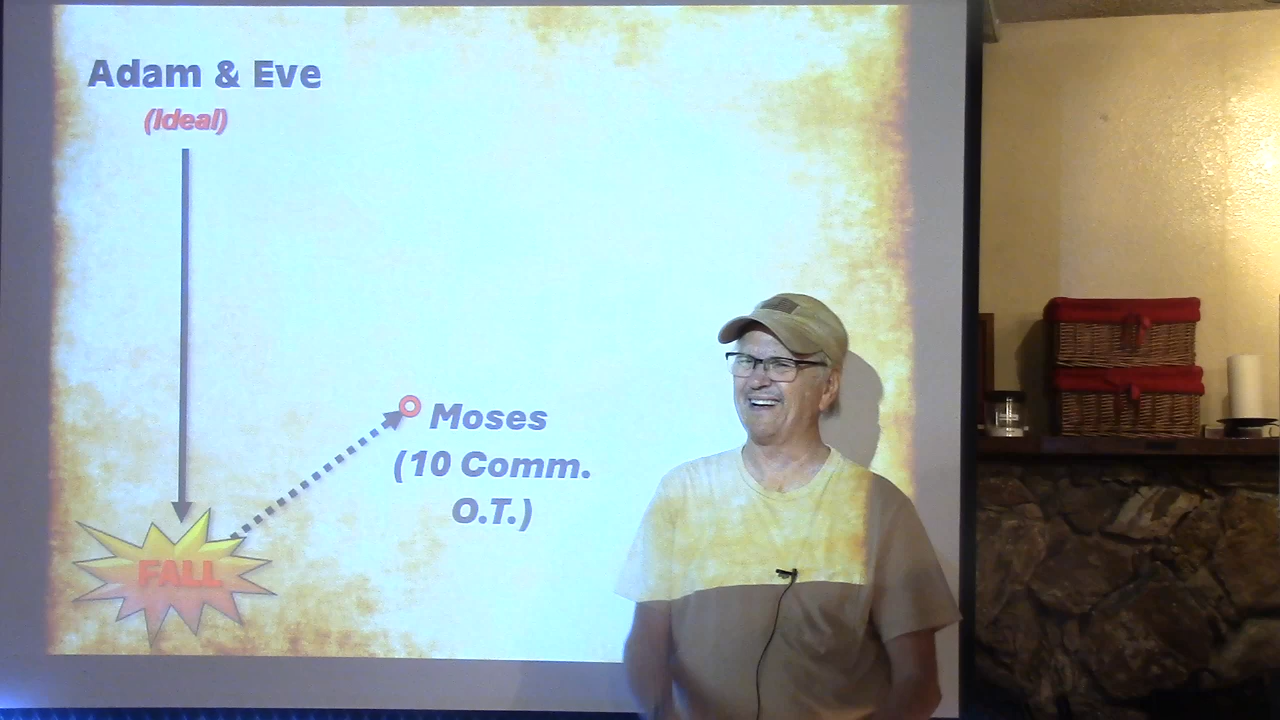 Adam & Eve
(Ideal)
Moses
(10 Comm.
O.T.)
FALL